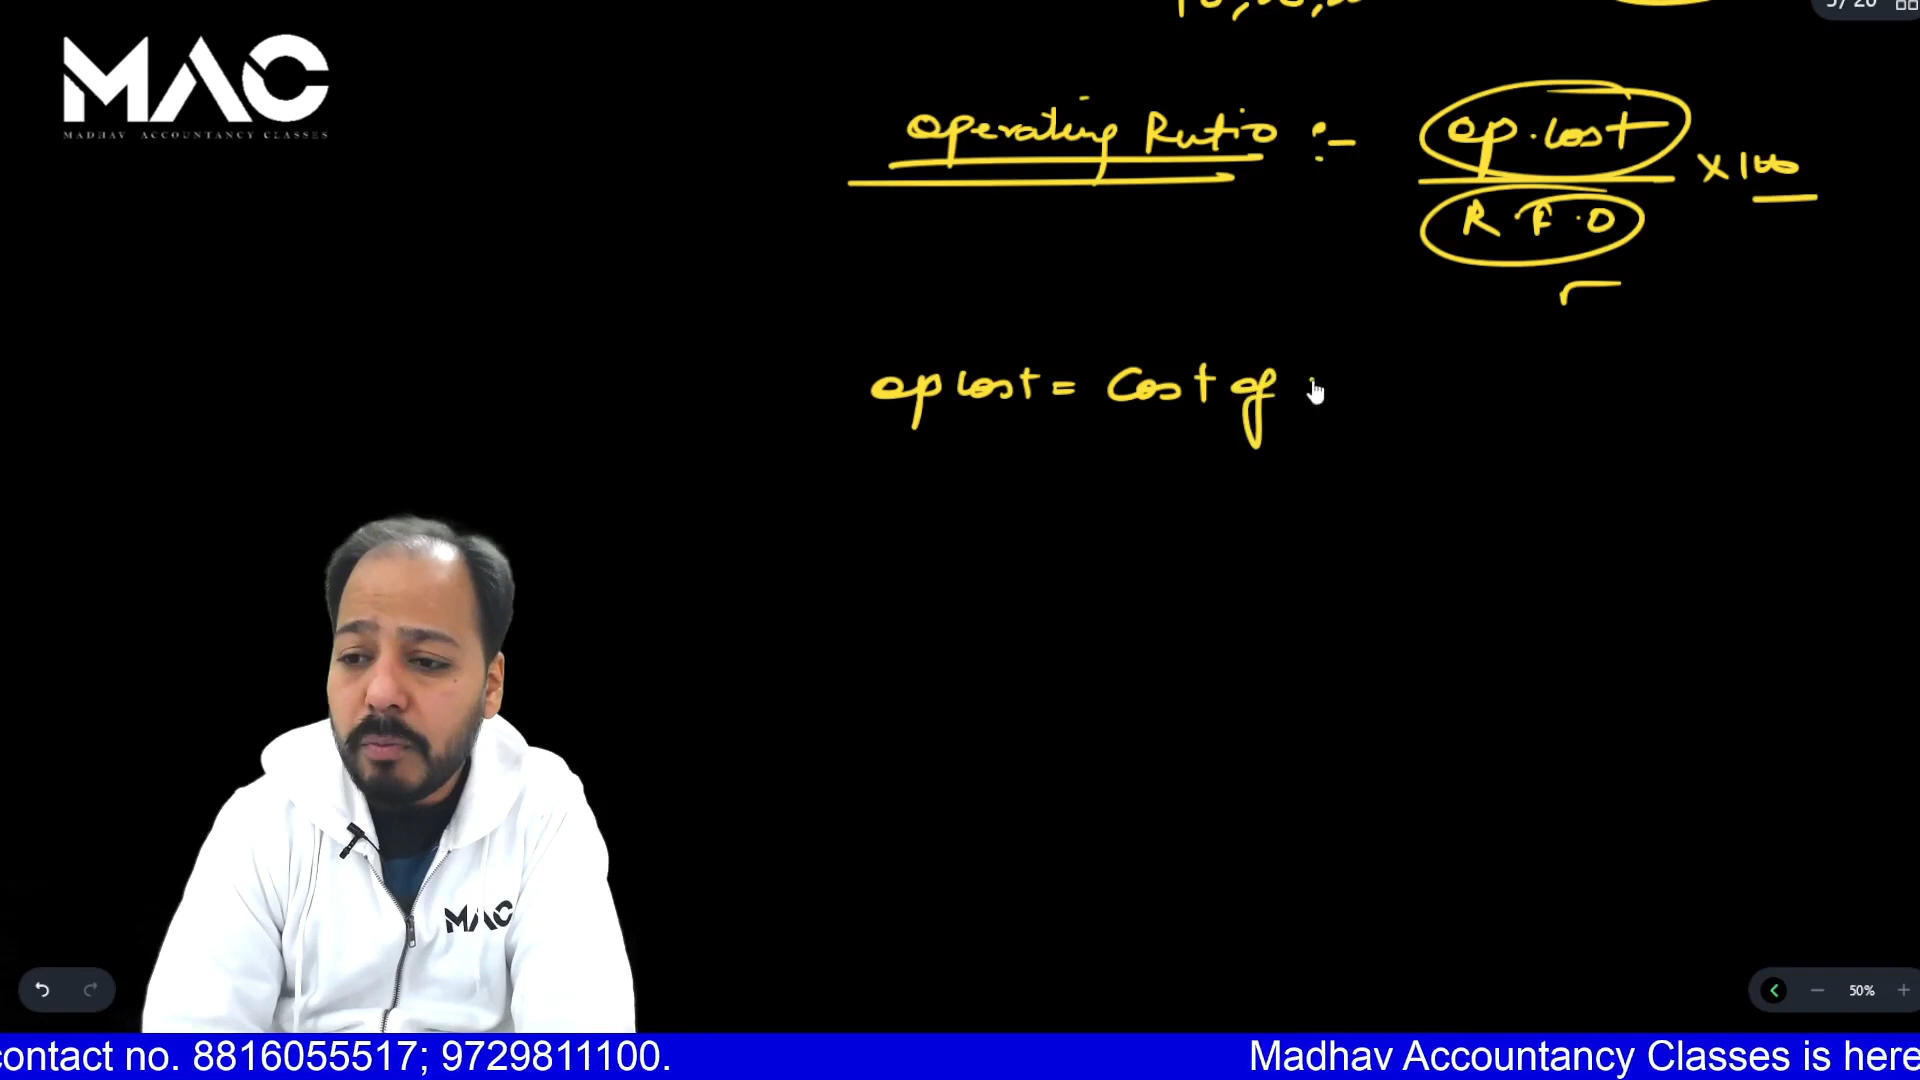 MAC
MADHAV ACCOUNTANCY CLASSES
Operating Ratio :- op. cost
R.F.O
x 100
op cost = Cost of
MAC
50%
contact no. 8816055517; 9729811100.
Madhav Accountancy Classes is here